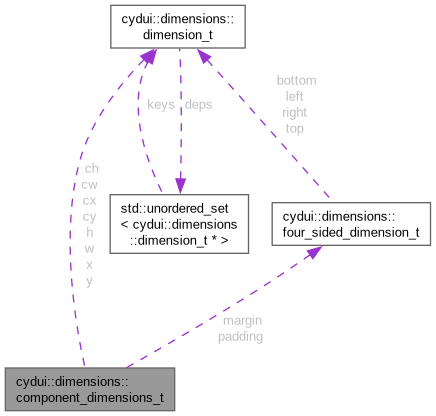 cydui::dimensions::
dimension_t
bottom
left
right
top
keys
deps
ch
cw
cx
cy
h
w
x
y
std::unordered_set
< cydui::dimensions
::dimension_t * >
cydui::dimensions::
four_sided_dimension_t
margin
padding
cydui::dimensions::
component_dimensions_t